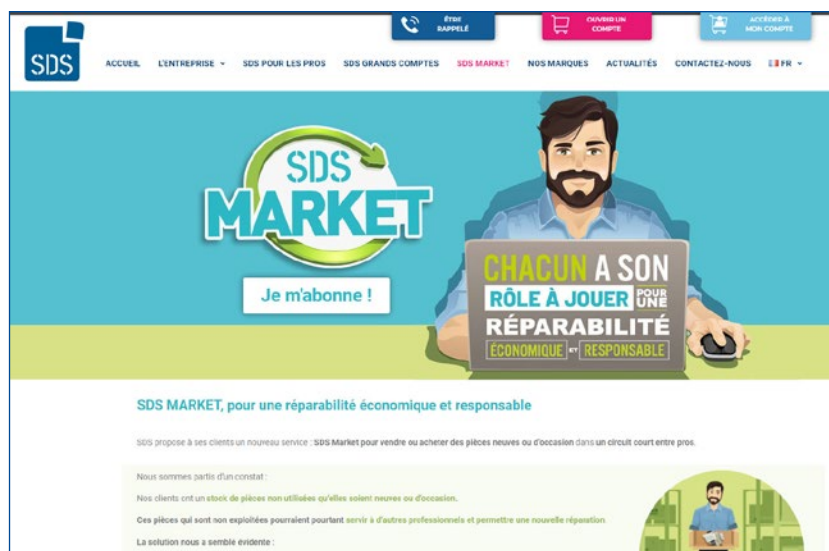 ÊTRE
RAPPELÉ
OUVRIR UN
COMPTE
ACCÉDER À
MON COMPTE
SDS
ACCUEIL L'ENTREPRISE SDS POUR LES PROS SDS GRANDS COMPTES SDS MARKET NOS MARQUES ACTUALITÉS CONTACTEZ-NOUS FR
SDS
MARKET
Je m'abonne !
CHACUN A SON
RÔLE À JOUER POUR UNE
RÉPARABILITÉ
ÉCONOMIQUE ET RESPONSABLE
SDS MARKET, pour une réparabilité économique et responsable
SDS propose à ses clients un nouveau service : SDS Market pour vendre ou acheter des pièces neuves ou d'occasion dans un circuit court entre pros.
Nous sommes partis d'un constat :
Nos clients ont un stock de pièces non utilisées qu'elles soient neuves ou d'occasion.
Ces pièces qui sont non exploitées pourraient pourtant servir à d'autres professionnels et permettre une nouvelle réparation.
La solution nous a semblé évidente :